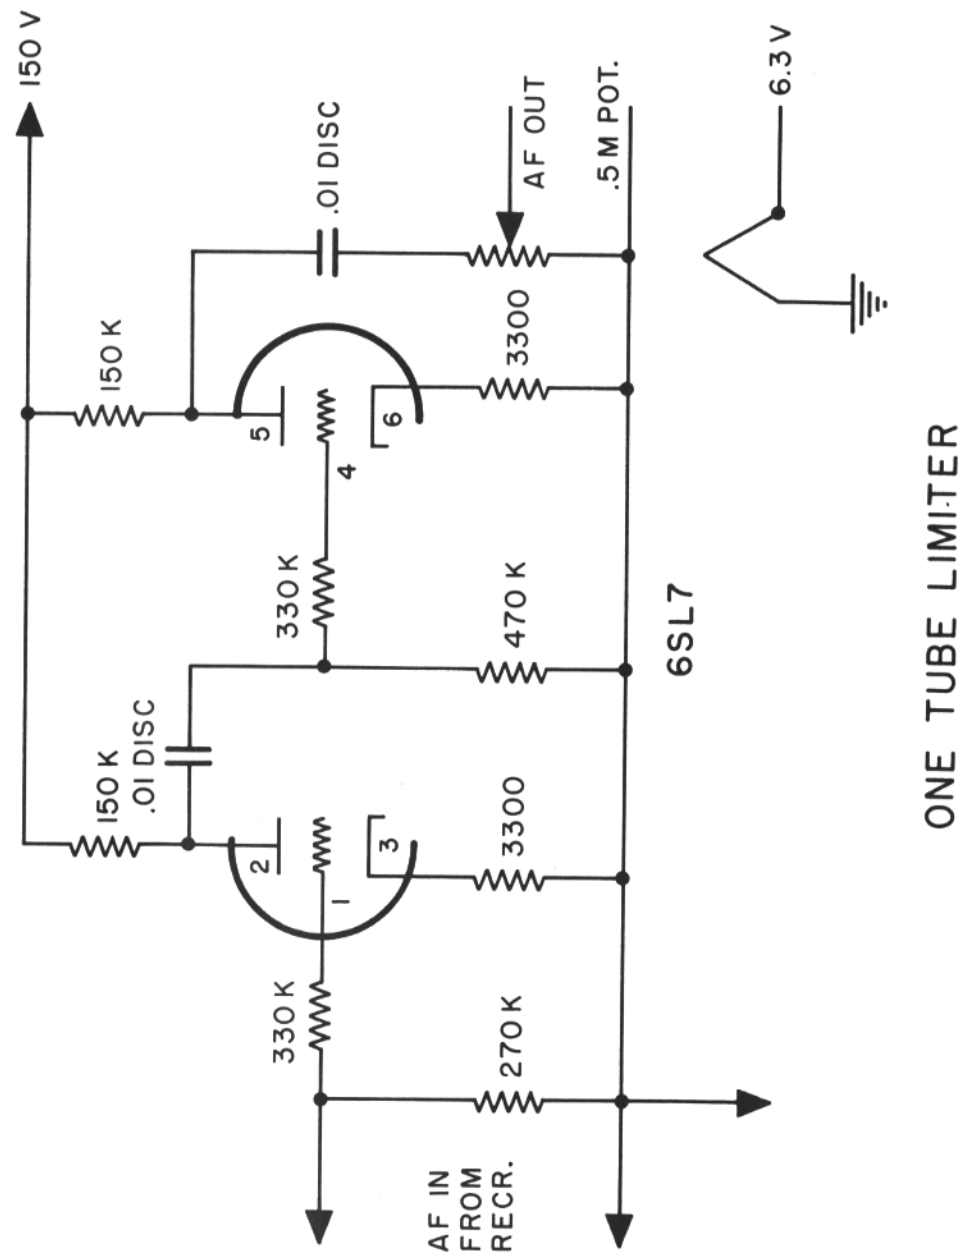 150 V
150 K
150 K
.01 DISC
.01 DISC
330 K
2
1
3
330 K
5
4
6
AF IN
FROM
RECR.
270 K
3300
470 K
3300
AF OUT
.5 M POT.
6SL7
6.3 V
ONE TUBE LIMITER